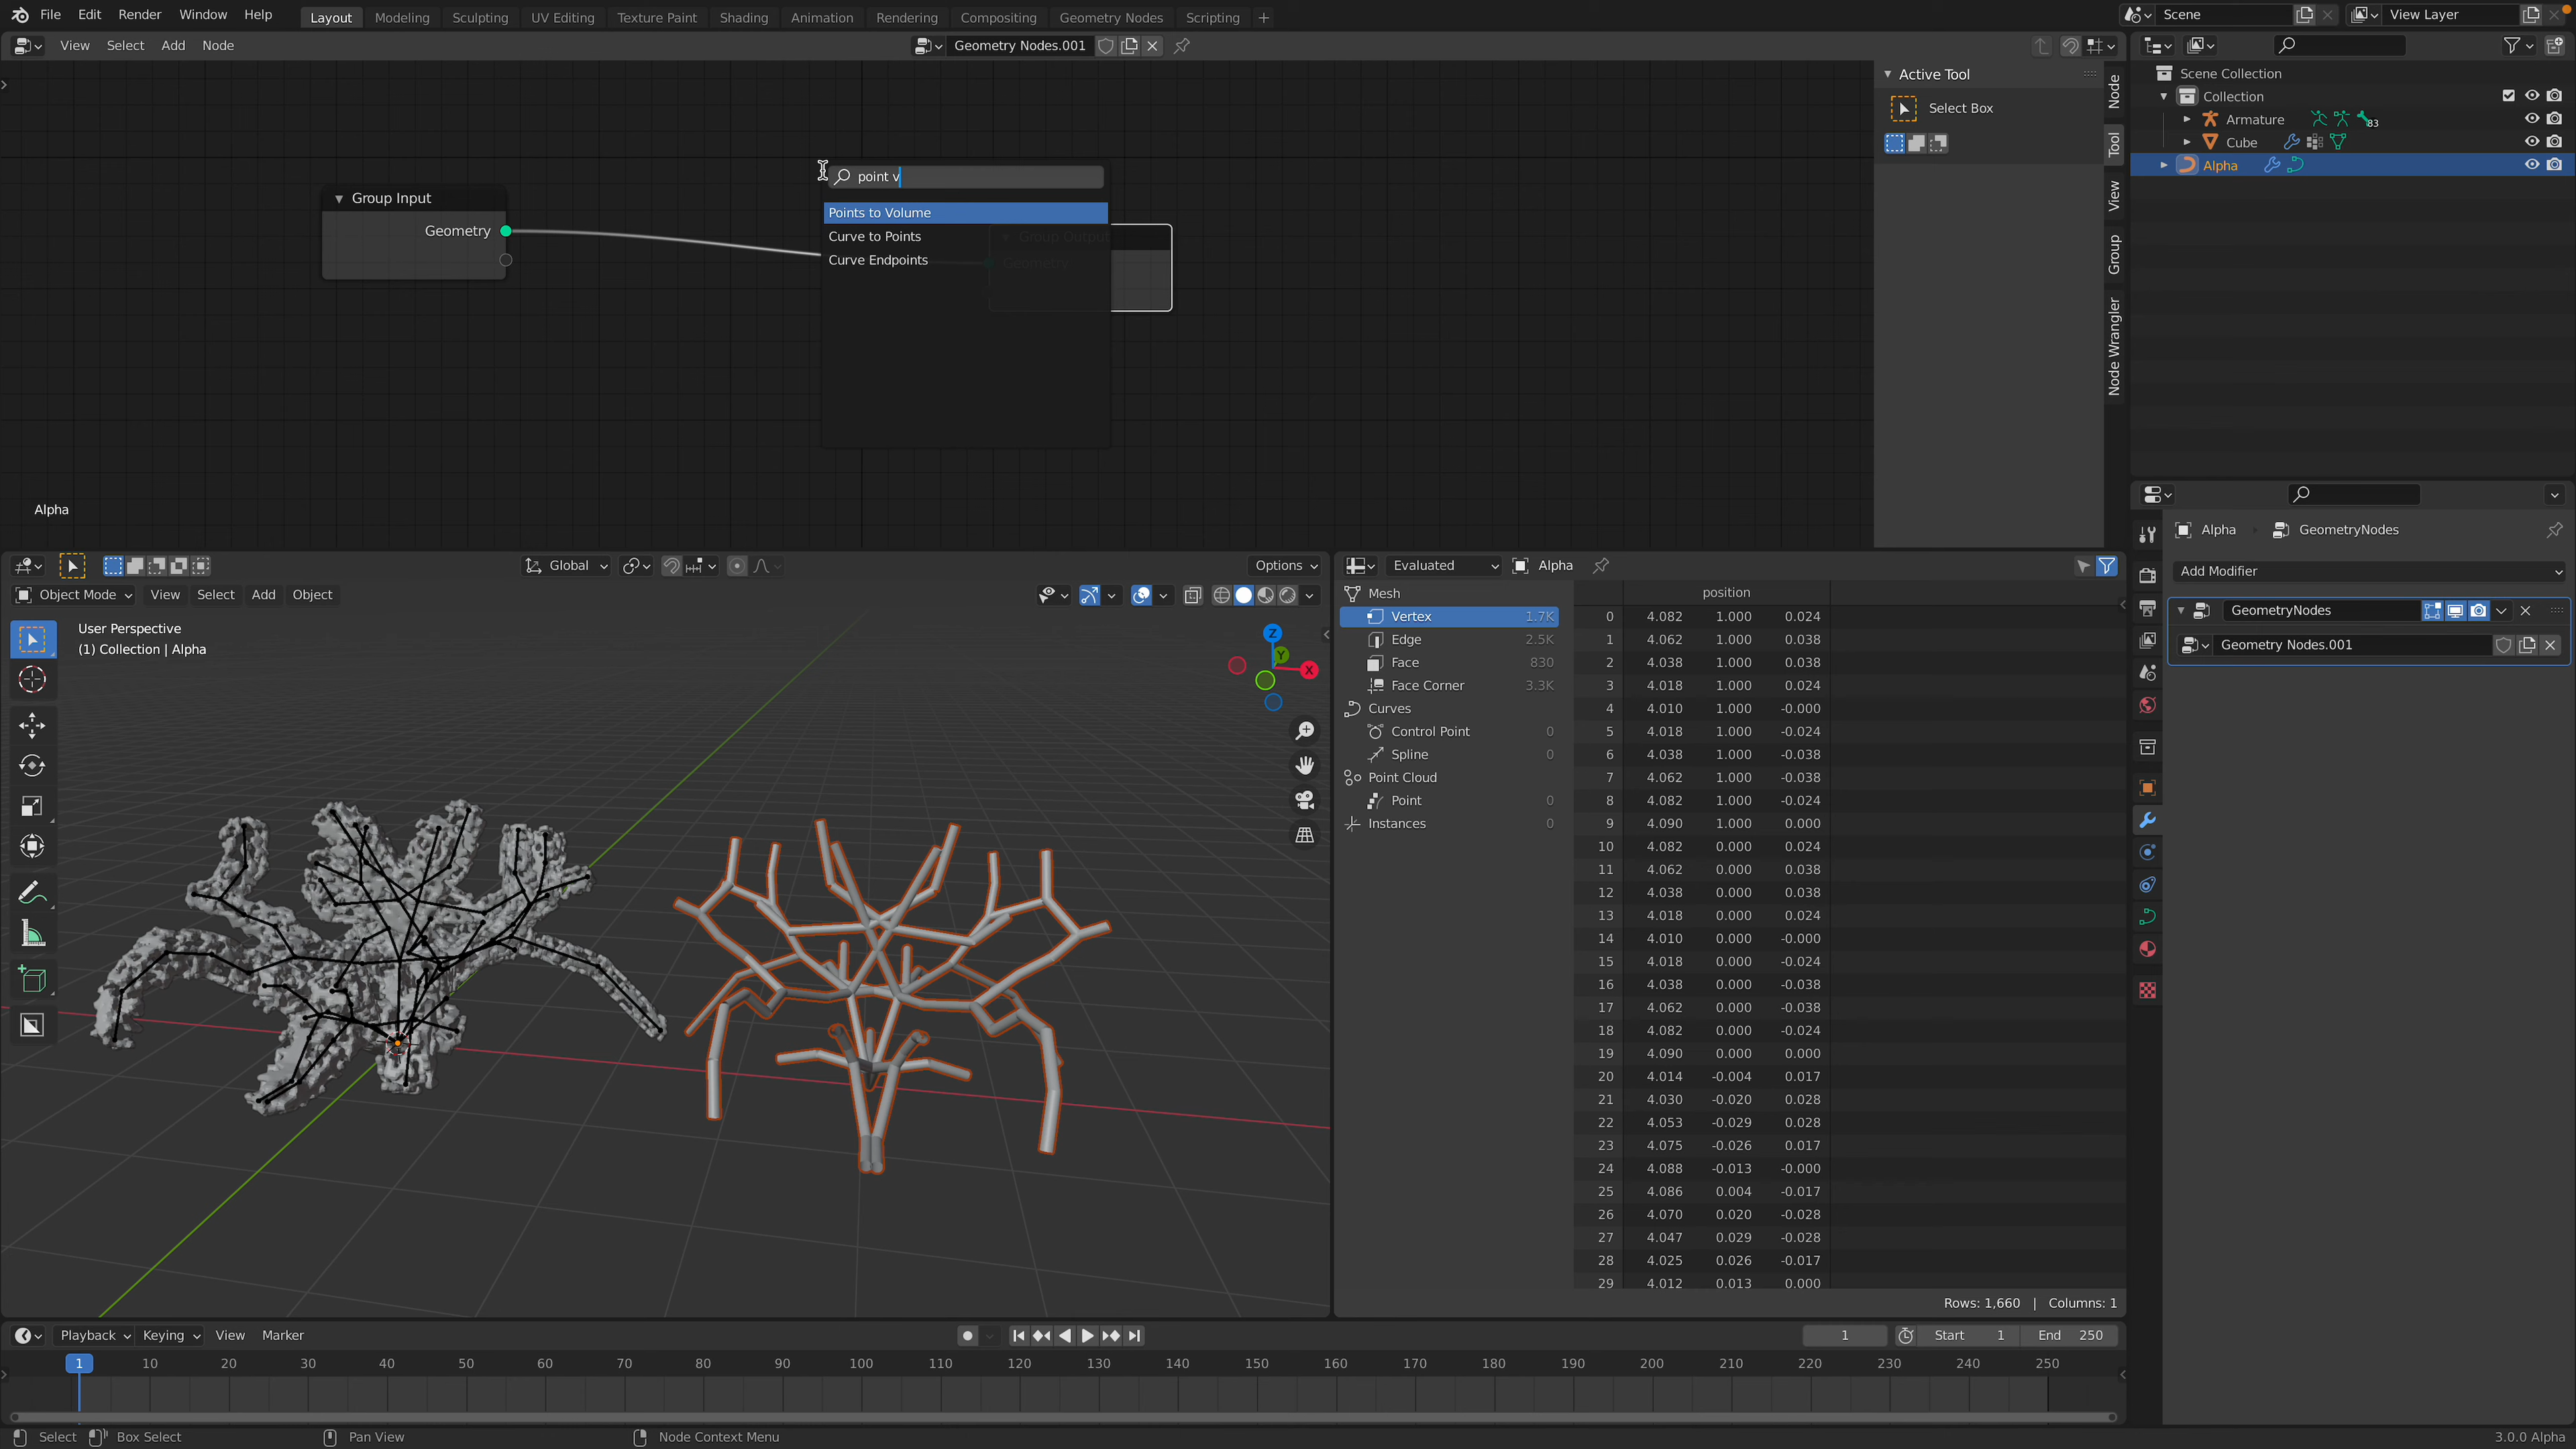 File Edit Render Window Help Layout Modeling Sculpting UV Editing Texture Paint Shading Animation Rendering Compositing Geometry Nodes Scripting +
Scene View Layer
View Select Add Node Geometry Nodes.001
Active Tool
Select Box
Node
Tool
View
Group
Node Wrangler
Group Input
Geometry
point v
Points to Volume
Curve to Points
Curve Endpoints
Group Output
Geometry
Alpha
Scene Collection
Collection
Armature 83
Cube
Alpha
Alpha GeometryNodes
Add Modifier
GeometryNodes
Geometry Nodes.001
Global Options
Object Mode View Select Add Object
User Perspective
(1) Collection | Alpha
Z
Y
X
Evaluated Alpha
Mesh
Vertex 1.7K
Edge 2.5K
Face 830
Face Corner 3.3K
Curves
Control Point 0
Spline 0
Point Cloud
Point 0
Instances 0
position
0 4.082 1.000 0.024
1 4.062 1.000 0.038
2 4.038 1.000 0.038
3 4.018 1.000 0.024
4 4.010 1.000 -0.000
5 4.018 1.000 -0.024
6 4.038 1.000 -0.038
7 4.062 1.000 -0.038
8 4.082 1.000 -0.024
9 4.090 1.000 0.000
10 4.082 0.000 0.024
11 4.062 0.000 0.038
12 4.038 0.000 0.038
13 4.018 0.000 0.024
14 4.010 0.000 -0.000
15 4.018 0.000 -0.024
16 4.038 0.000 -0.038
17 4.062 0.000 -0.038
18 4.082 0.000 -0.024
19 4.090 0.000 0.000
20 4.014 -0.004 0.017
21 4.030 -0.020 0.028
22 4.053 -0.029 0.028
23 4.075 -0.026 0.017
24 4.088 -0.013 -0.000
25 4.086 0.004 -0.017
26 4.070 0.020 -0.028
27 4.047 0.029 -0.028
28 4.025 0.026 -0.017
29 4.012 0.013 0.000
Rows: 1,660 | Columns: 1
Playback Keying View Marker 1 Start 1 End 250
1 10 20 30 40 50 60 70 80 90 100 110 120 130 140 150 160 170 180 190 200 210 220 230 240 250
Select Box Select Pan View Node Context Menu 3.0.0 Alpha